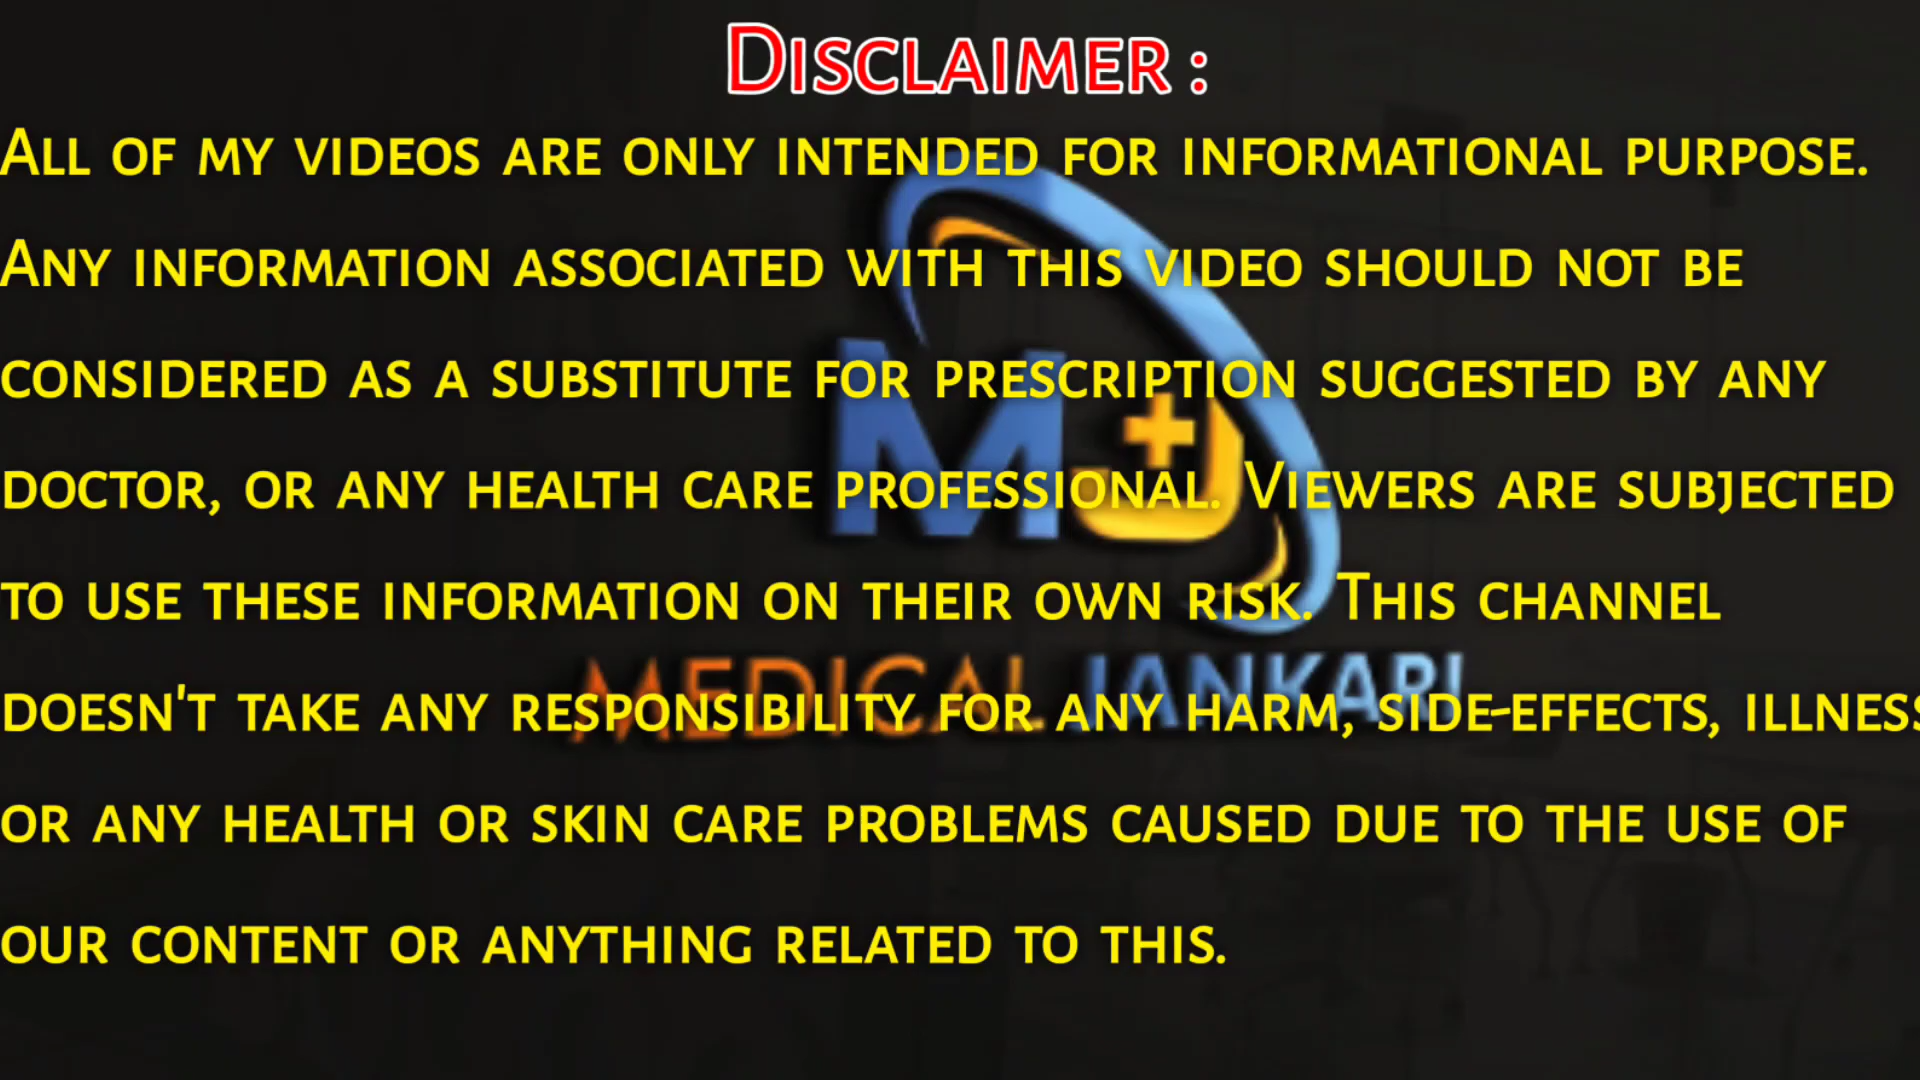 Disclaimer :
All of my videos are only intended for informational purpose.
Any information associated with this video should not be
considered as a substitute for prescription suggested by any
doctor, or any health care professional. Viewers are subjected
to use these information on their own risk. This channel
doesn't take any responsibility for any harm, side-effects, illness
or any health or skin care problems caused due to the use of
our content or anything related to this.
MJ
MEDICAL JANKARI